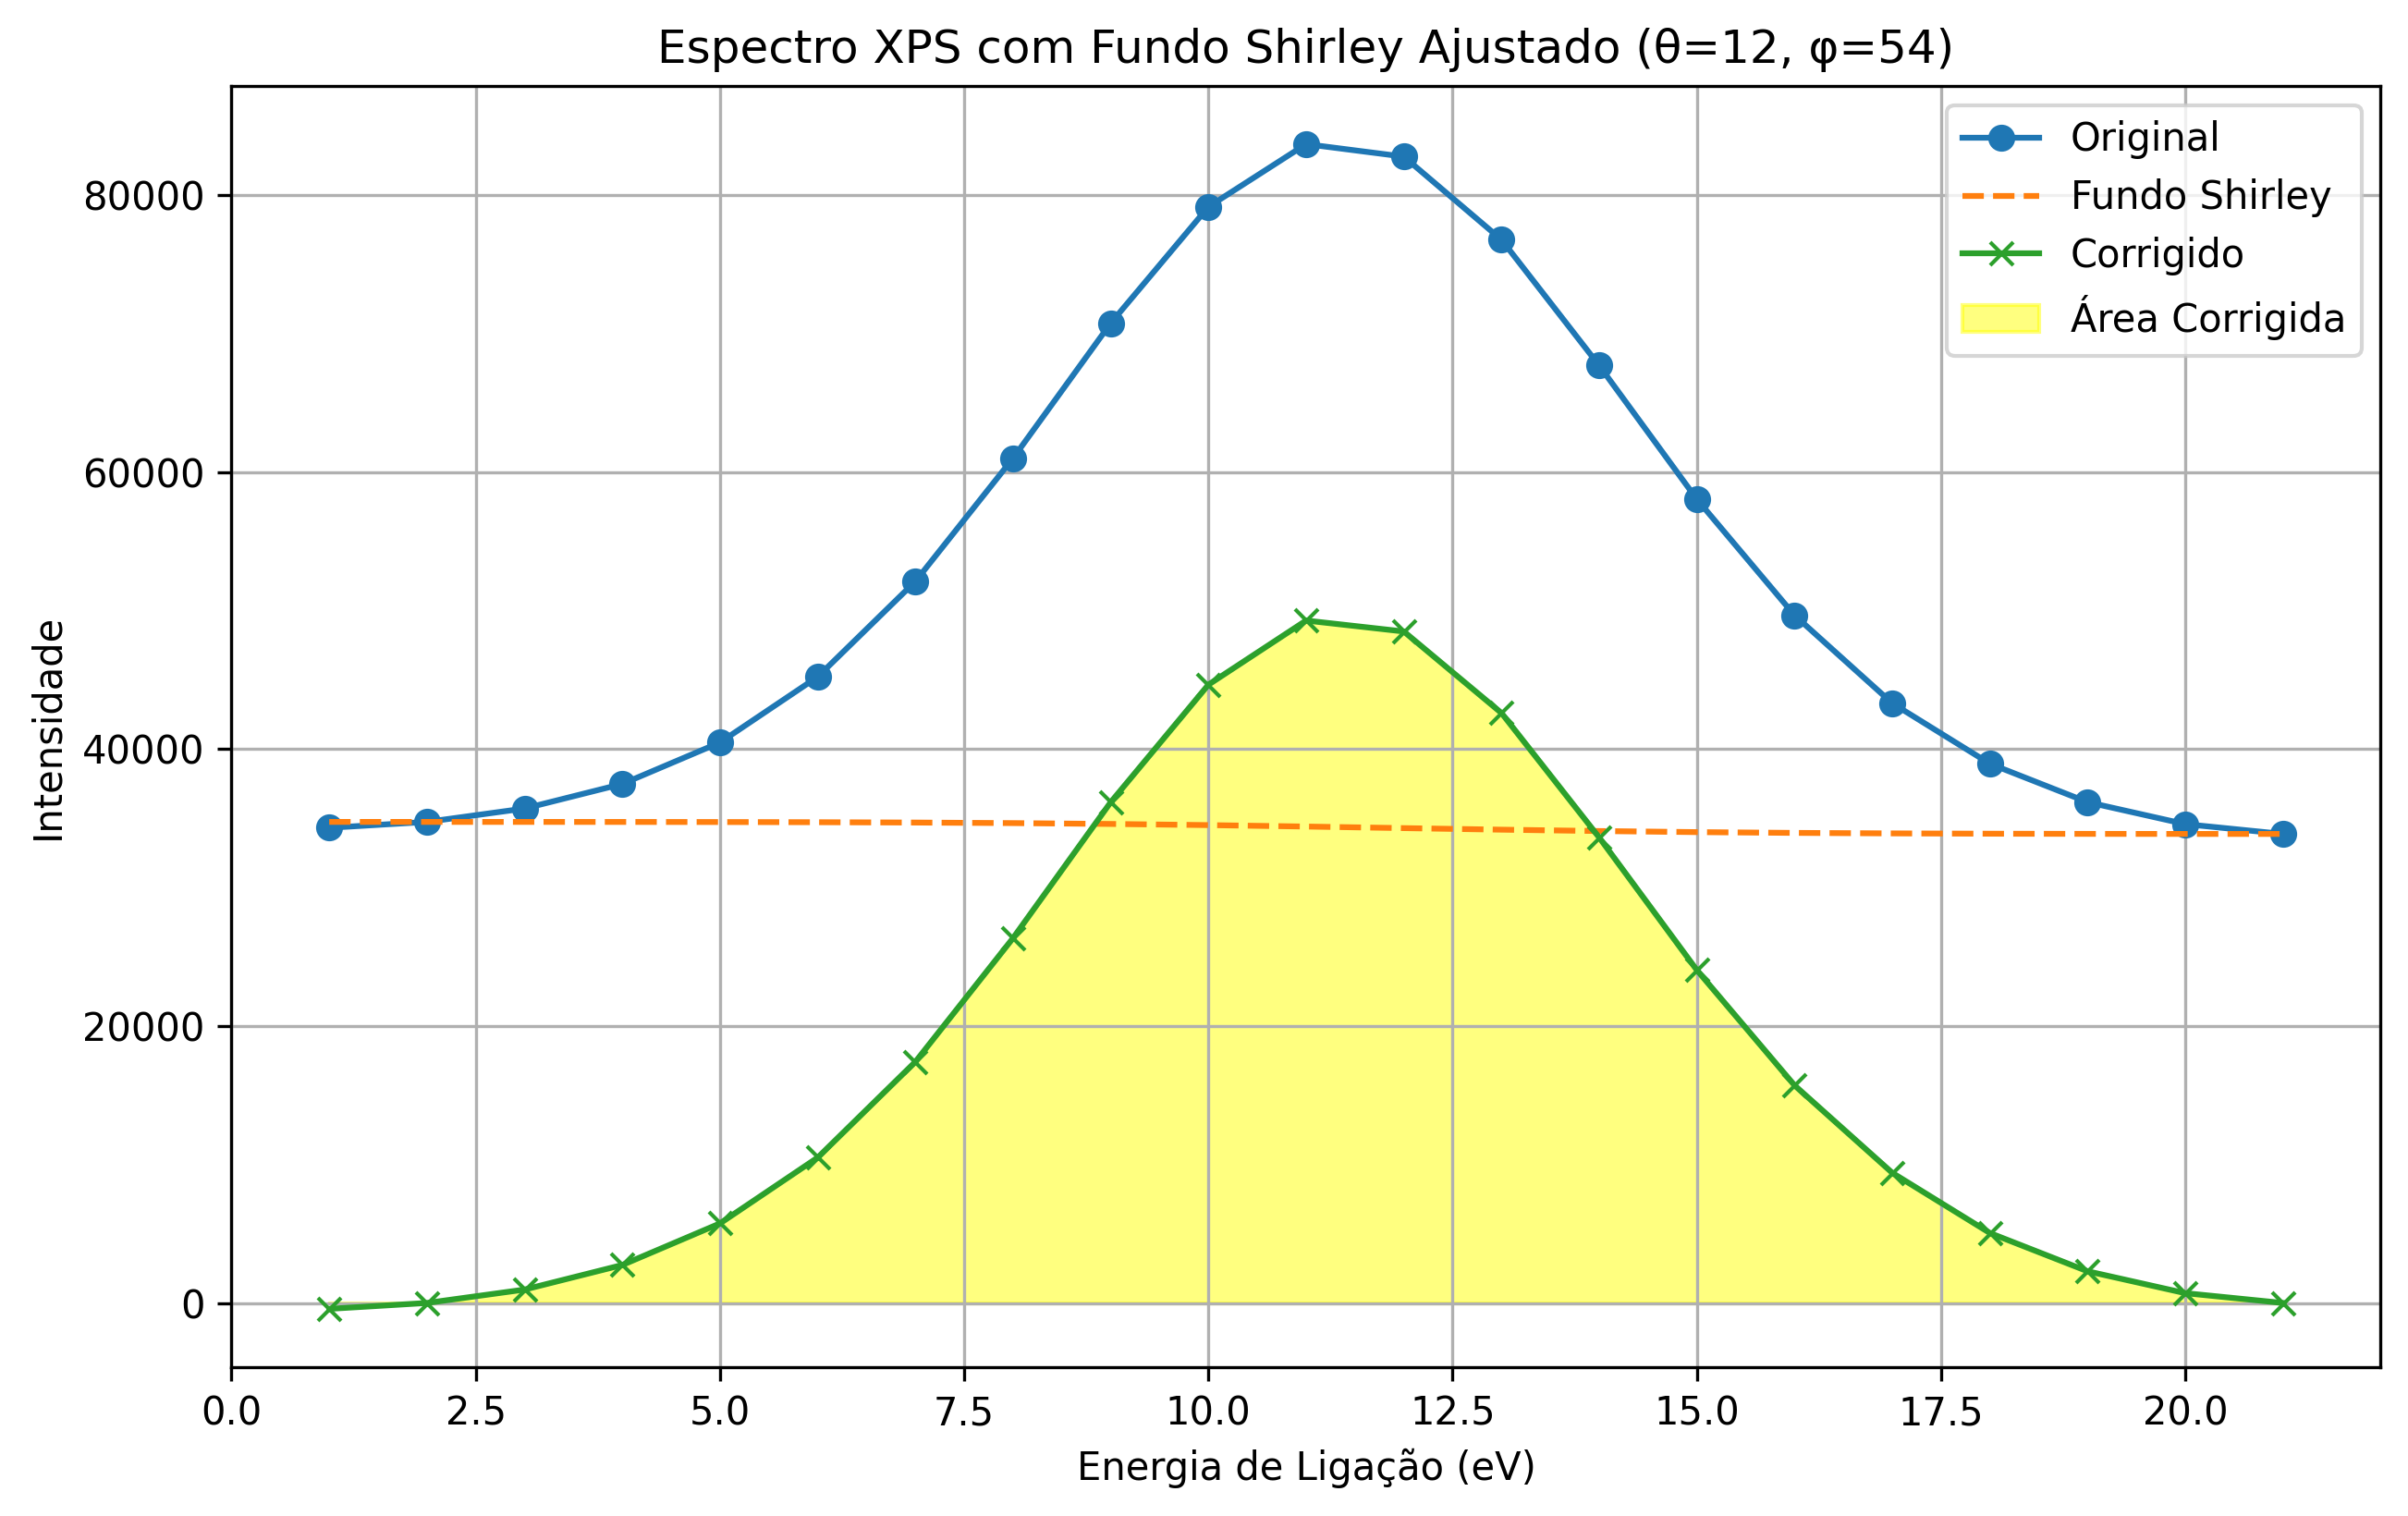 Espectro XPS com Fundo Shirley Ajustado (θ=12, φ=54)
Original
Fundo Shirley
Corrigido
Área Corrigida
80000
60000
40000
20000
0
Intensidade
0.0 2.5 5.0 7.5 10.0 12.5 15.0 17.5 20.0
Energia de Ligação (eV)